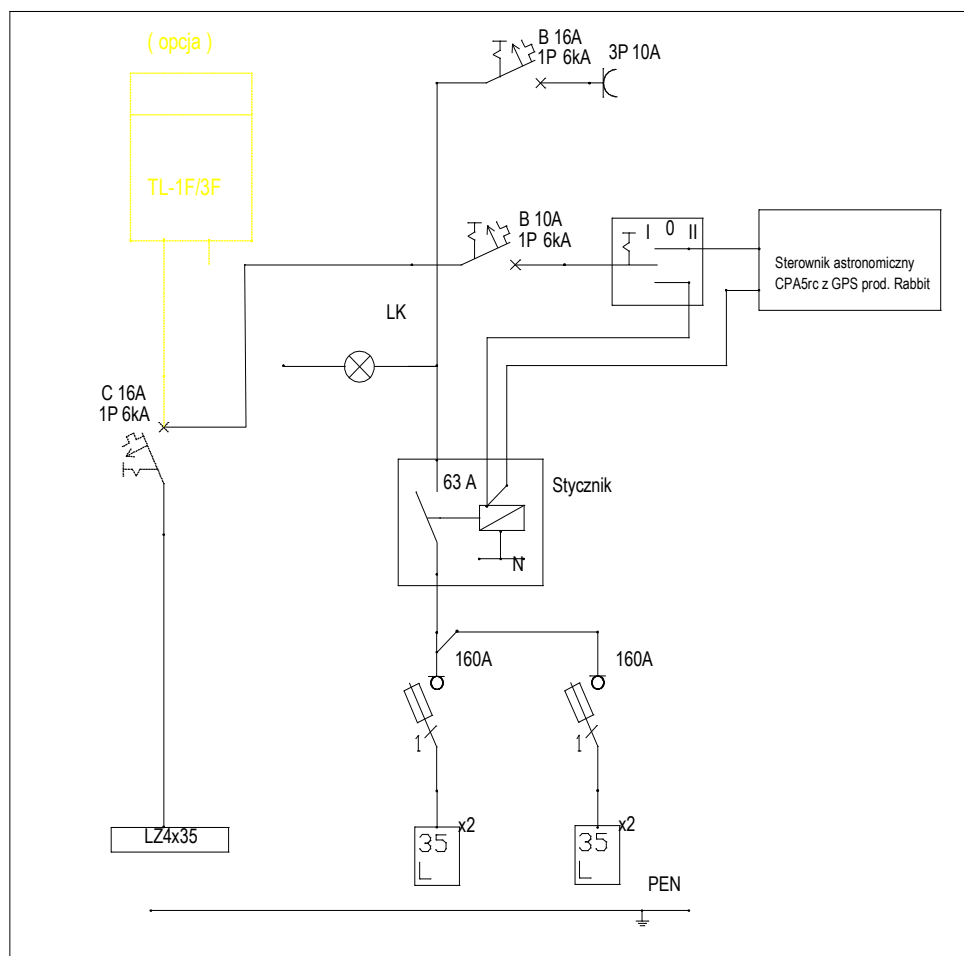 ( opcja )
B 16A
1P 6kA
3P 10A
TL-1F/3F
B 10A
1P 6kA
I 0 II
Sterownik astronomiczny
CPA5rc z GPS prod. Rabbit
LK
C 16A
1P 6kA
63 A
Stycznik
N
160A
160A
1
1
LZ4x35
35
L
x2
35
L
x2
PEN